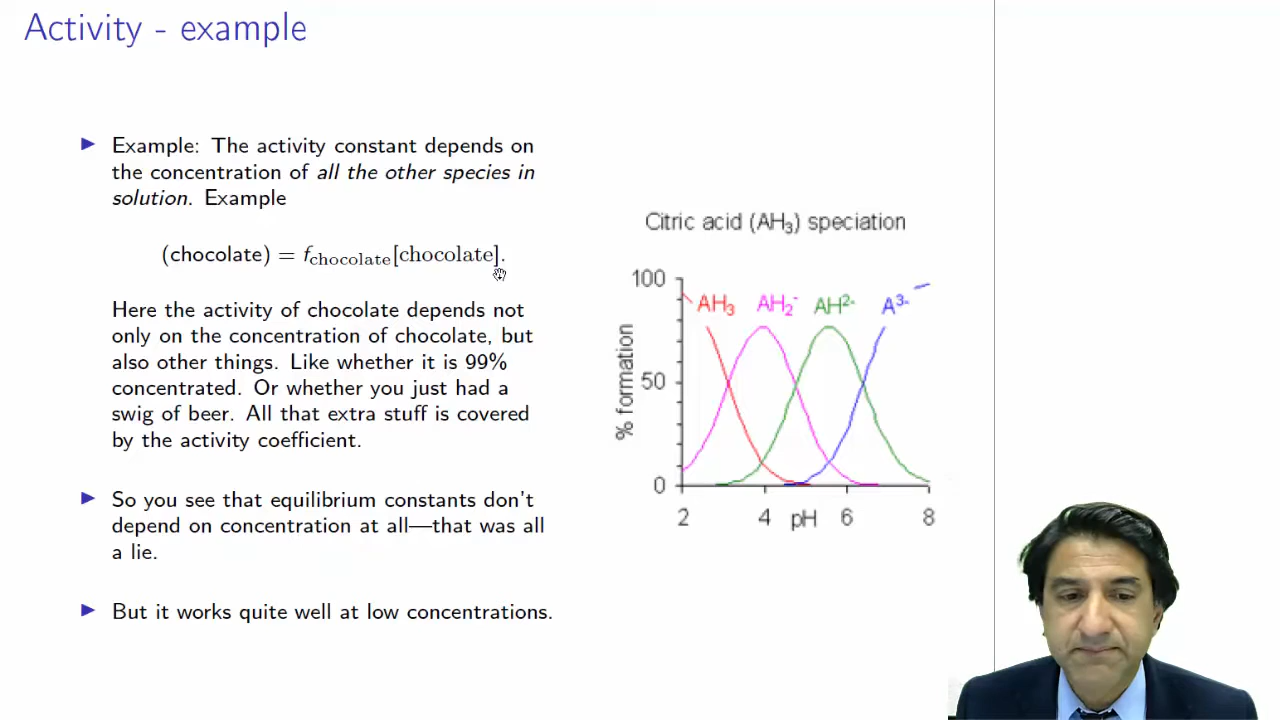 Activity - example
▶ Example: The activity constant depends on
the concentration of all the other species in
solution. Example
(chocolate) = f_chocolate[chocolate].
Here the activity of chocolate depends not
only on the concentration of chocolate, but
also other things. Like whether it is 99%
concentrated. Or whether you just had a
swig of beer. All that extra stuff is covered
by the activity coefficient.
▶ So you see that equilibrium constants don't
depend on concentration at all—that was all
a lie.
▶ But it works quite well at low concentrations.
Citric acid (AH₃) speciation
100
50
0
% formation
AH₃ AH₂⁻ AH²⁻ A³⁻
2 4 pH 6 8